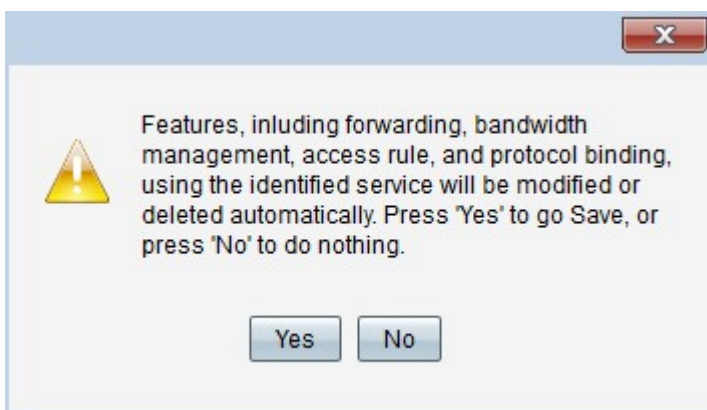 Features, inluding forwarding, bandwidth
management, access rule, and protocol binding,
using the identified service will be modified or
deleted automatically. Press 'Yes' to go Save, or
press 'No' to do nothing.
Yes No